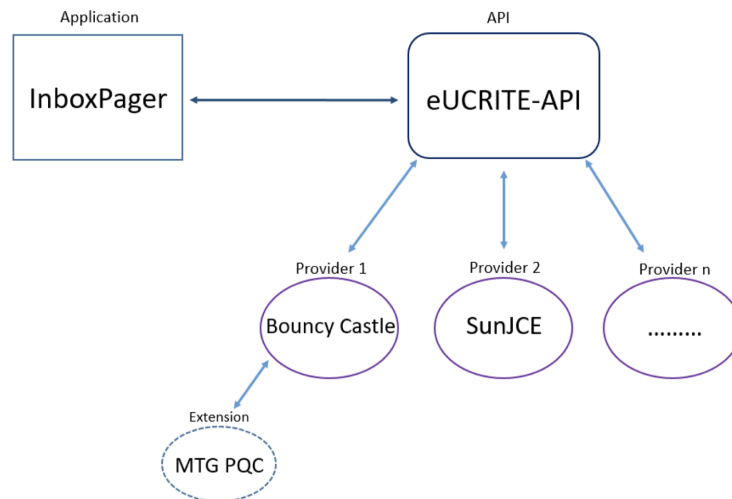 Application
API
InboxPager
eUCRITE-API
Provider 1
Provider 2
Provider n
Bouncy Castle
SunJCE
.........
Extension
MTG PQC